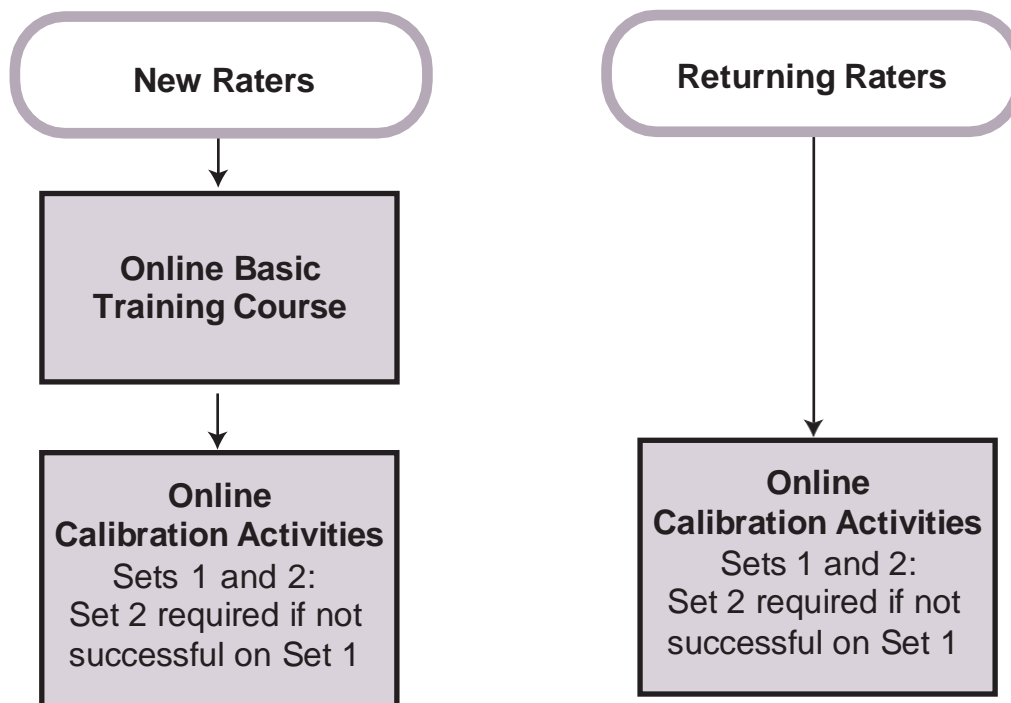 New Raters
Online Basic
Training Course
Online
Calibration Activities
Sets 1 and 2:
Set 2 required if not
successful on Set 1
Returning Raters
Online
Calibration Activities
Sets 1 and 2:
Set 2 required if not
successful on Set 1